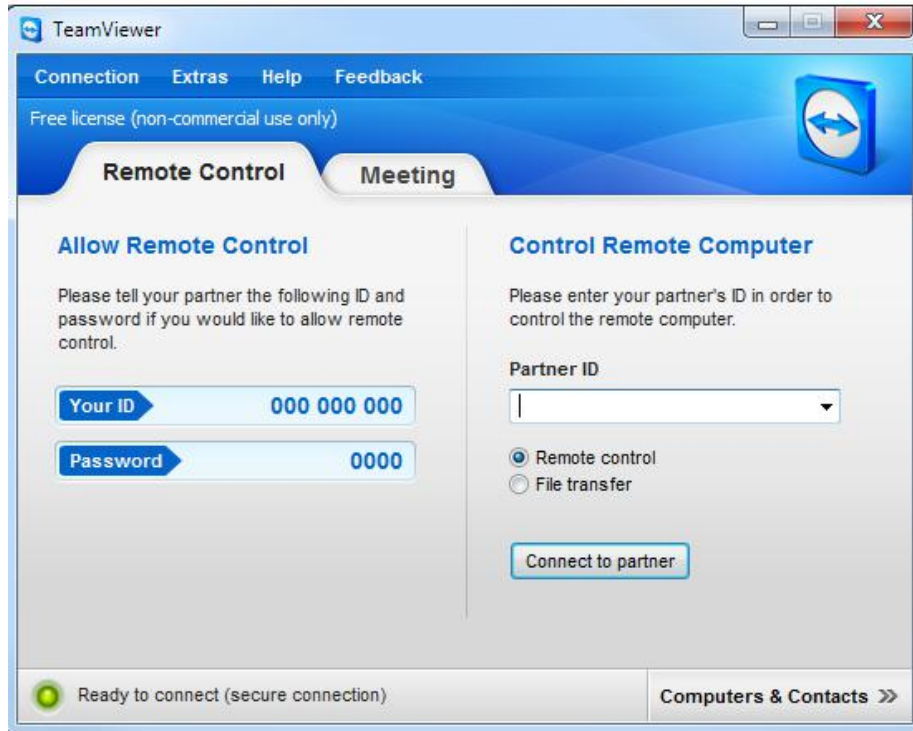 TeamViewer
Connection Extras Help Feedback
Free license (non-commercial use only)
Remote Control Meeting
Allow Remote Control
Please tell your partner the following ID and
password if you would like to allow remote
control.
Your ID 000 000 000
Password 0000
Control Remote Computer
Please enter your partner's ID in order to
control the remote computer.
Partner ID
Remote control
File transfer
Connect to partner
Ready to connect (secure connection)
Computers & Contacts >>